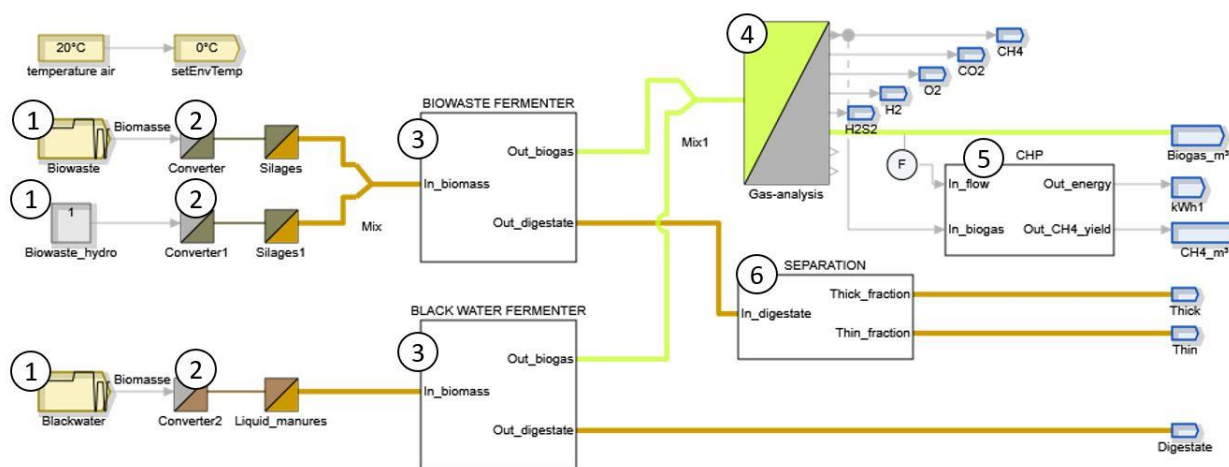 20°C
temperature air
0°C
setEnvTemp
1
Biowaste
Biomasse
2
Converter
Silages
1
1
Biowaste_hydro
2
Converter1
Silages1
Mix
BIOWASTE FERMENTER
3
In_biomass
Out_biogas
Out_digestate
1
Blackwater
Biomasse
2
Converter2
Liquid_manures
BLACK WATER FERMENTER
3
In_biomass
Out_biogas
Out_digestate
Mix1
4
Gas-analysis
CH4
CO2
O2
H2
H2S2
Biogas_m³
F
5
CHP
In_flow
In_biogas
Out_energy
Out_CH4_yield
kWh1
CH4_m³
6
SEPARATION
In_digestate
Thick_fraction
Thin_fraction
Thick
Thin
Digestate